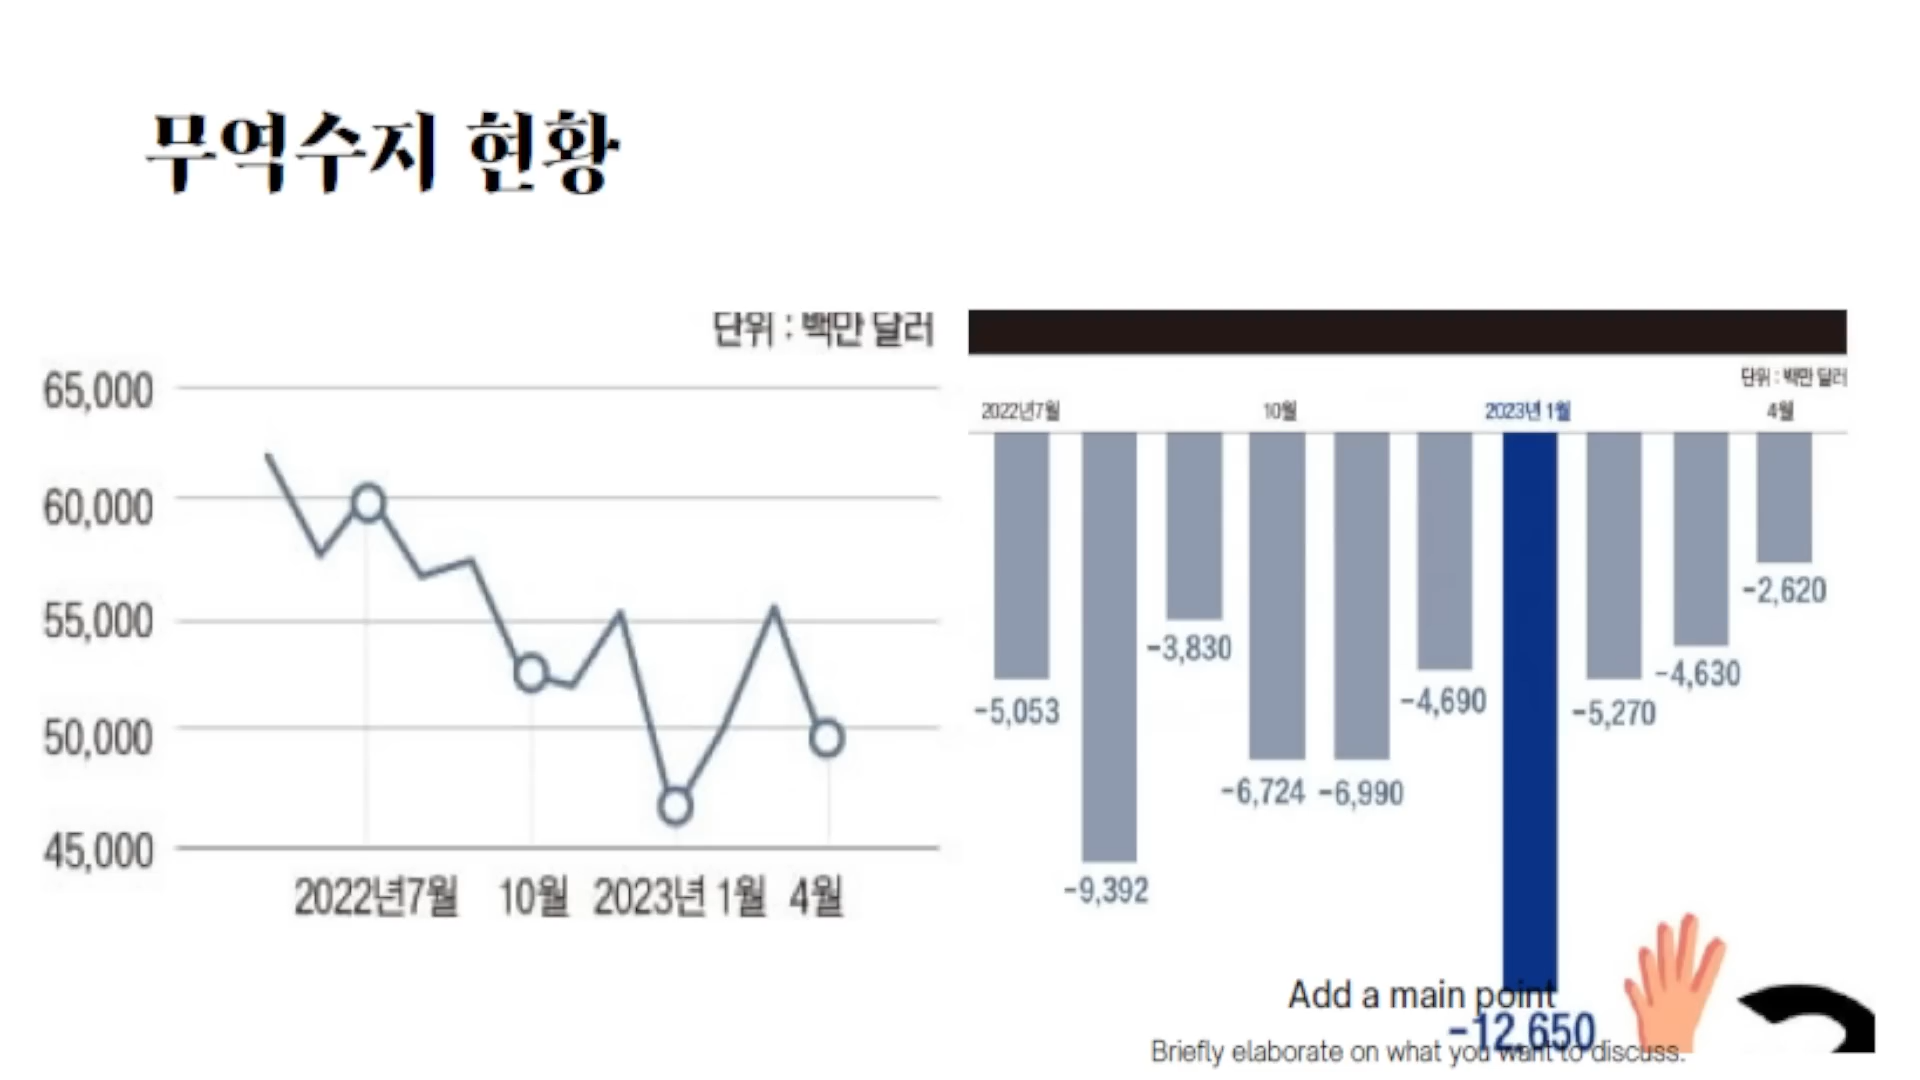 무역수지 현황
단위 : 백만 달러
65,000
60,000
55,000
50,000
45,000
2022년7월 10월 2023년 1월 4월
단위 : 백만 달러
2022년7월 10월 2023년 1월 4월
-5,053
-9,392
-3,830
-6,724
-6,990
-4,690
-12,650
-5,270
-4,630
-2,620
Add a main point
Briefly elaborate on what you want to discuss.